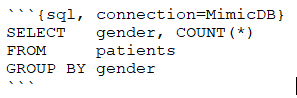 ```{sql, connection=MimicDB}
SELECT   gender, COUNT(*)
FROM     patients
GROUP BY gender
```